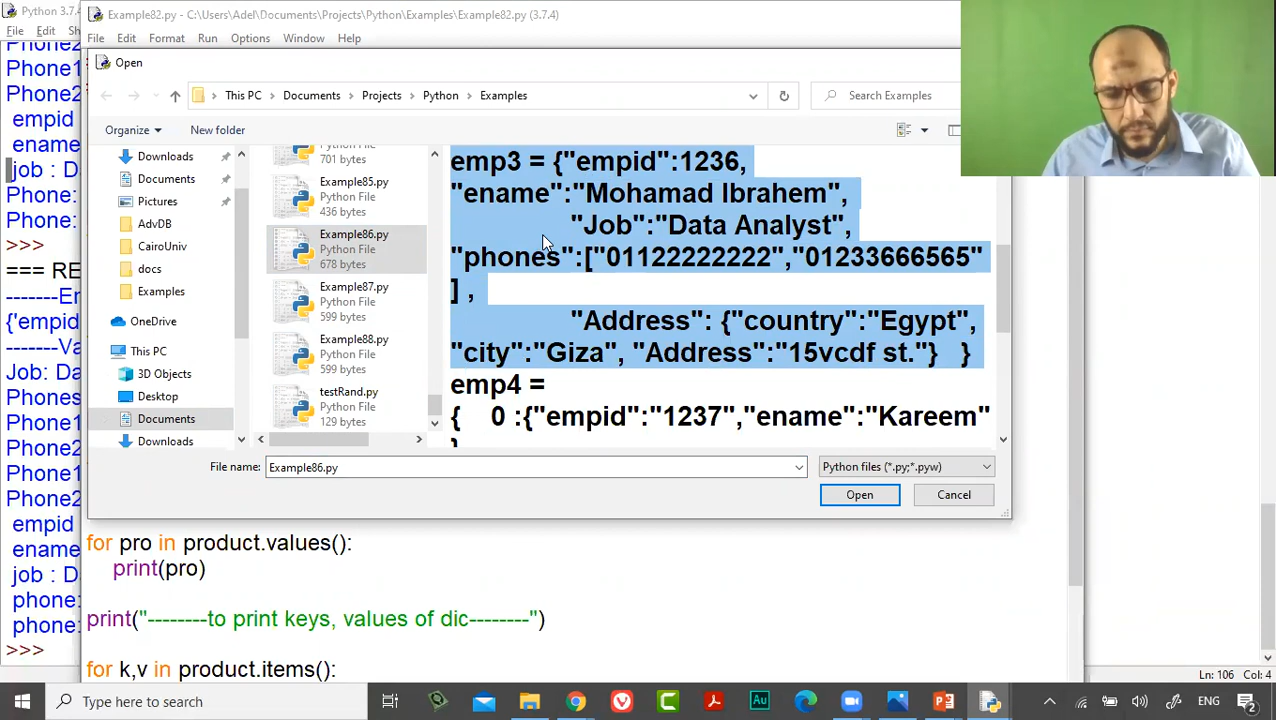 Python 3.7.4
Example82.py - C:\Users\Adel\Documents\Projects\Python\Examples\Example82.py (3.7.4)
File Edit
File Edit Format Run Options Window Help
Open
This PC > Documents > Projects > Python > Examples
Search Examples
Organize
New folder
Phone1
Phone2
empid
ename
job : D
Phone:
Phone:
>>>
=== RE
-------En
{'empid
-------Va
Job: Da
Phones
Phone2
Phone1
Phone2
empid
ename
job : Da
phone:
phone:
>>>
Downloads
Documents
Pictures
AdvDB
CairoUniv
docs
Examples
OneDrive
This PC
3D Objects
Desktop
Documents
Downloads
Python File
701 bytes
Example85.py
Python File
436 bytes
Example86.py
Python File
678 bytes
Example87.py
Python File
599 bytes
Example88.py
Python File
599 bytes
testRand.py
Python File
129 bytes
emp3 = {"empid":1236,
"ename":"Mohamad Ibrahem",
"Job":"Data Analyst",
"phones":["01122222222","01233666565"
] ,
"Address": {"country":"Egypt",
"city":"Giza", "Address":"15vcdf st."} }
emp4 =
{ 0 :{"empid":"1237","ename":"Kareem"
}
File name: Example86.py
Python files (*.py;*.pyw)
Open Cancel
for pro in product.values():
print(pro)
print("--------to print keys, values of dic--------")
for k,v in product.items():
Ln: 106 Col: 4
Type here to search
Au
ENG
2